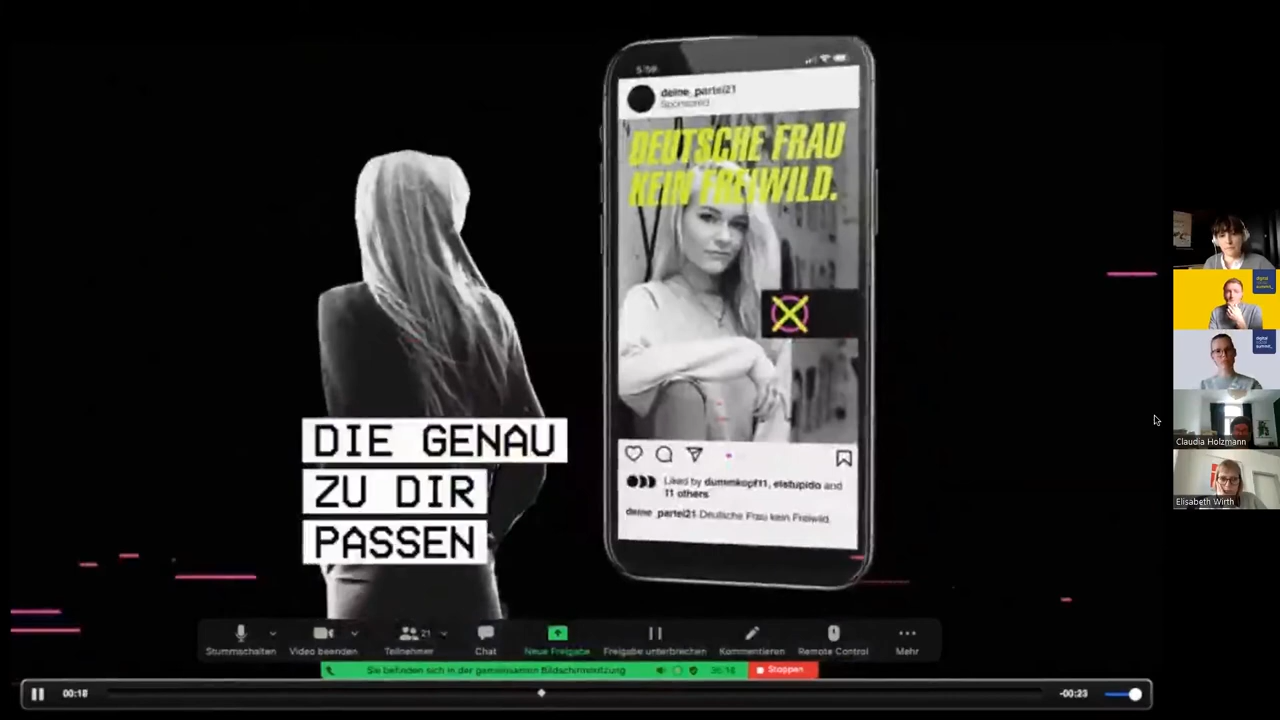 5:59
deine_partei21
Sponsored
DEUTSCHE FRAU
KEIN FREIWILD.
DIE GENAU
ZU DIR
PASSEN
Liked by dummkopf11, elstupido and
11 others
deine_partei21 Deutsche Frau kein Freiwild.
Claudia Holzmann
Elisabeth Wirth
21
Stummschalten
Video beenden
Teilnehmer
Chat
Neue Freigabe
Freigabe unterbrechen
Kommentieren
Remote Control
Mehr
Sie befinden sich in der gemeinsamen Bildschirmnutzung
Stoppen
00:18
-00:23